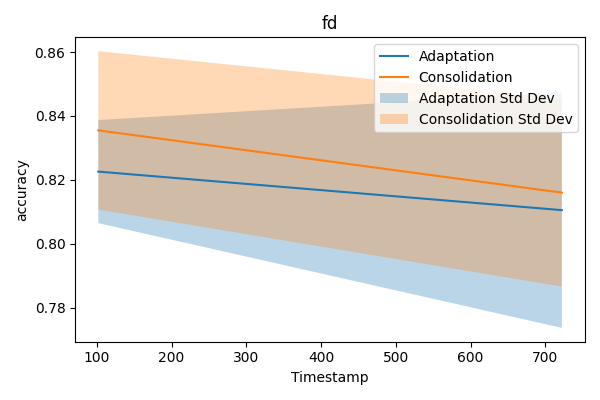 fd
0.86
0.84
0.82
0.80
0.78
accuracy
Adaptation
Consolidation
Adaptation Std Dev
Consolidation Std Dev
100 200 300 400 500 600 700
Timestamp